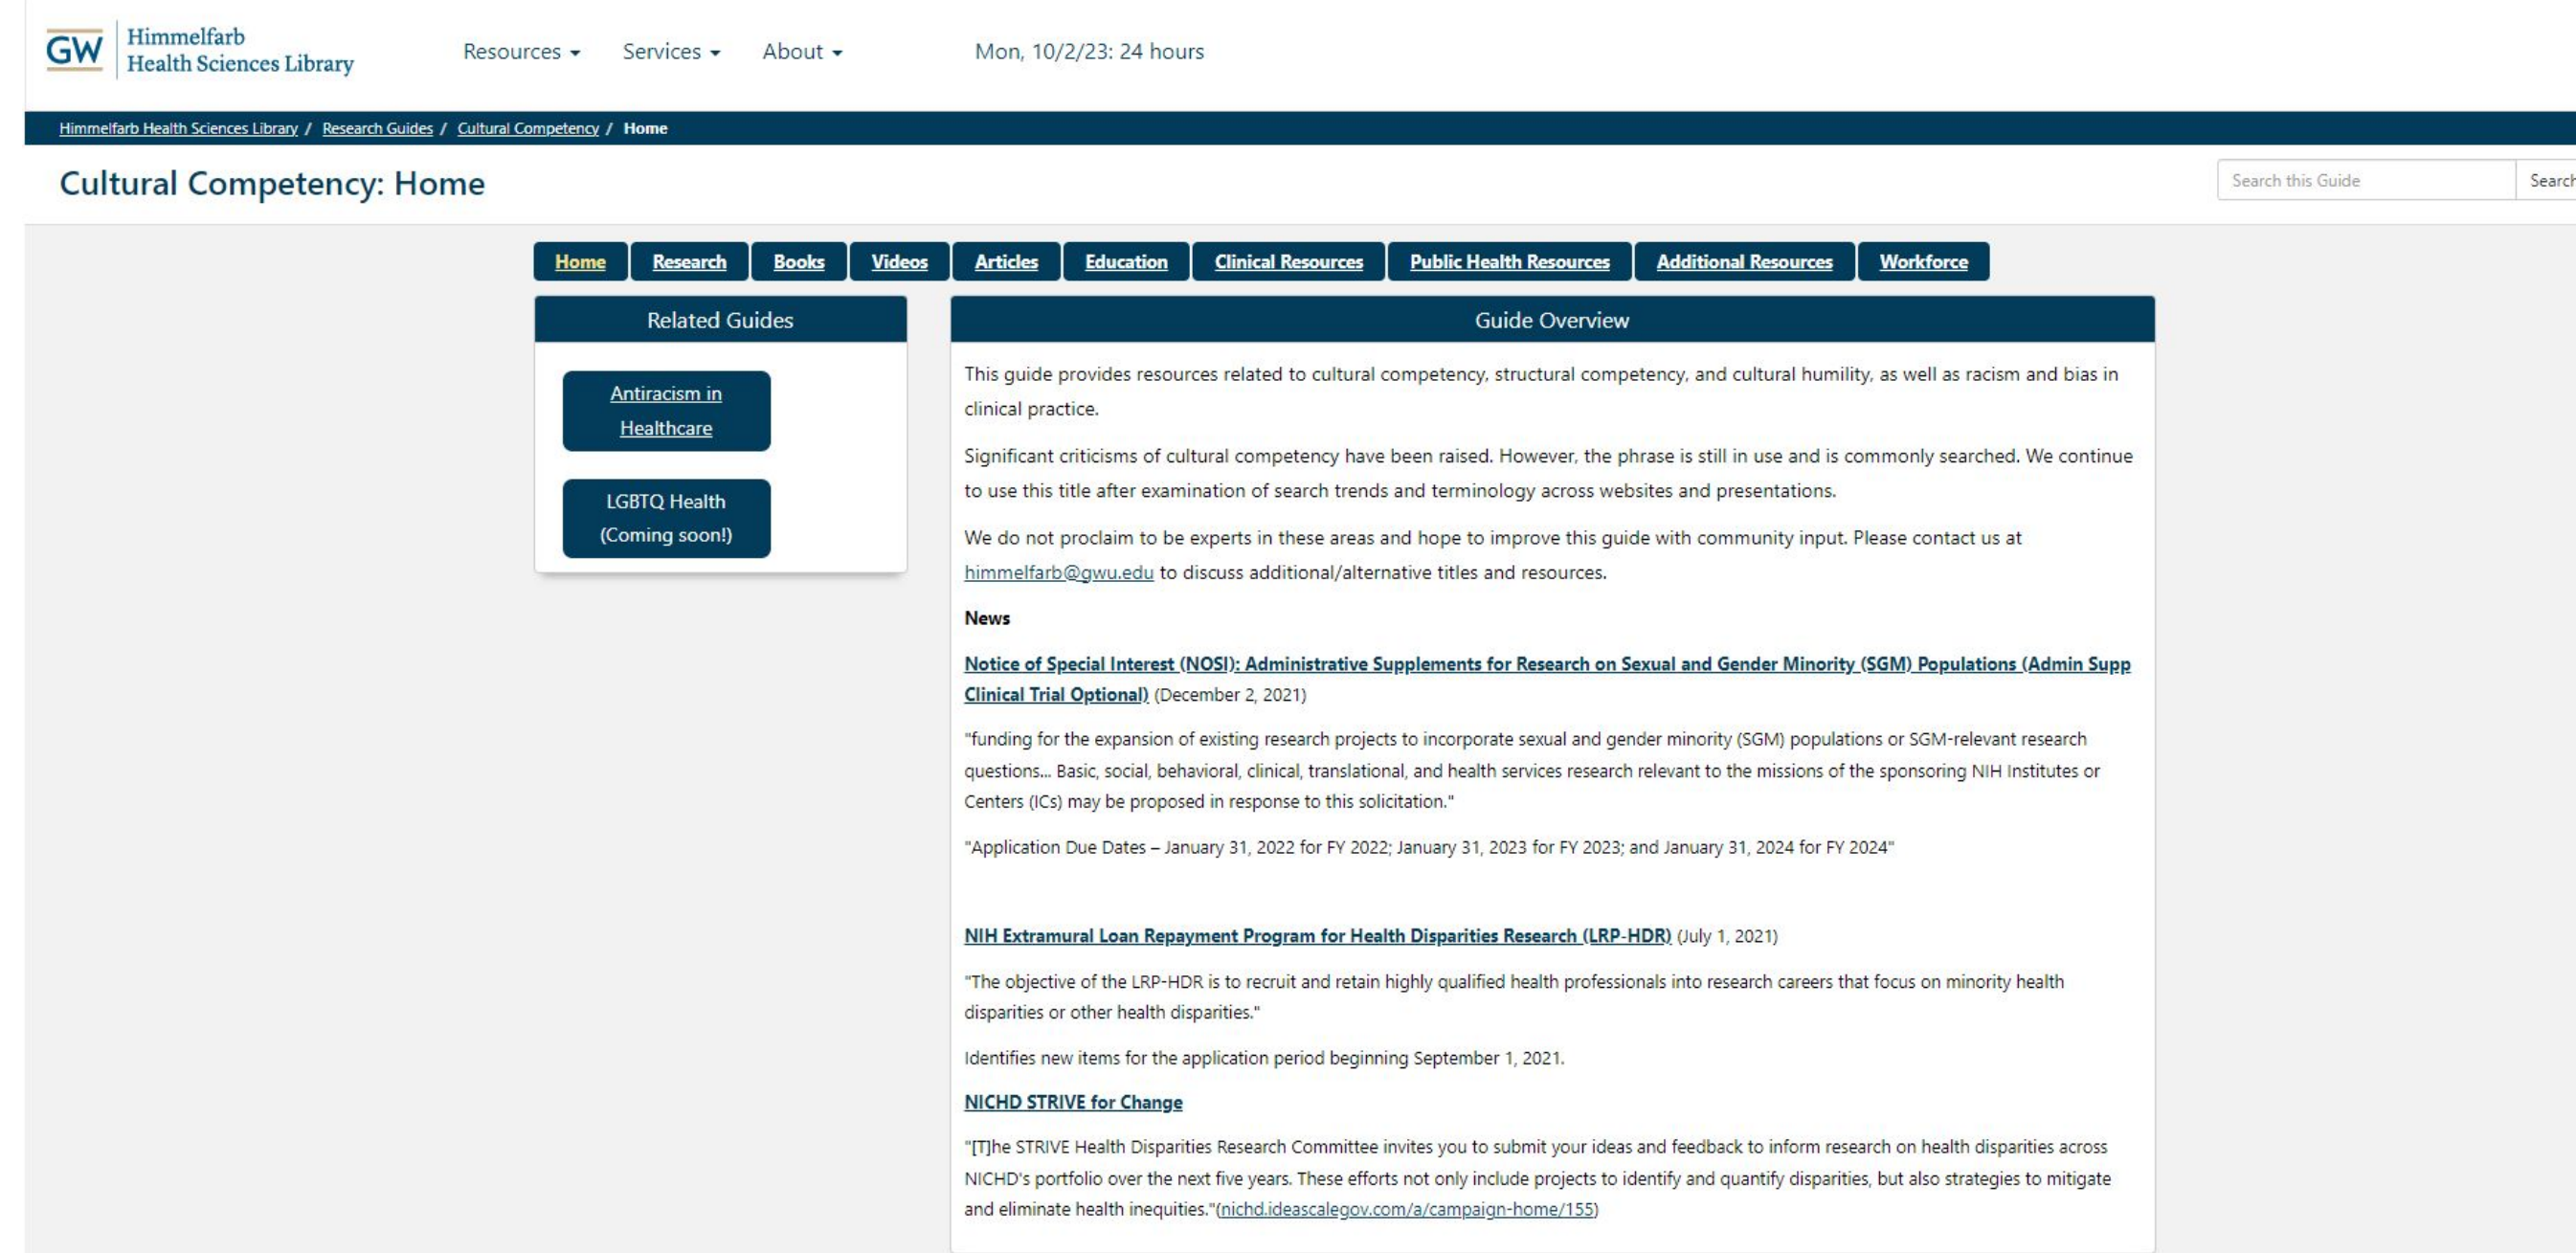 GW Himmelfarb
Health Sciences Library
Resources Services About Mon, 10/2/23: 24 hours
Himmelfarb Health Sciences Library / Research Guides / Cultural Competency / Home
Cultural Competency: Home
Search this Guide Search
Home Research Books Videos Articles Education Clinical Resources Public Health Resources Additional Resources Workforce
Related Guides
Antiracism in
Healthcare
LGBTQ Health
(Coming soon!)
Guide Overview
This guide provides resources related to cultural competency, structural competency, and cultural humility, as well as racism and bias in
clinical practice.
Significant criticisms of cultural competency have been raised. However, the phrase is still in use and is commonly searched. We continue
to use this title after examination of search trends and terminology across websites and presentations.
We do not proclaim to be experts in these areas and hope to improve this guide with community input. Please contact us at
himmelfarb@gwu.edu to discuss additional/alternative titles and resources.
News
Notice of Special Interest (NOSI): Administrative Supplements for Research on Sexual and Gender Minority (SGM) Populations (Admin Supp
Clinical Trial Optional) (December 2, 2021)
"funding for the expansion of existing research projects to incorporate sexual and gender minority (SGM) populations or SGM-relevant research
questions... Basic, social, behavioral, clinical, translational, and health services research relevant to the missions of the sponsoring NIH Institutes or
Centers (ICs) may be proposed in response to this solicitation."
"Application Due Dates – January 31, 2022 for FY 2022; January 31, 2023 for FY 2023; and January 31, 2024 for FY 2024"
NIH Extramural Loan Repayment Program for Health Disparities Research (LRP-HDR) (July 1, 2021)
"The objective of the LRP-HDR is to recruit and retain highly qualified health professionals into research careers that focus on minority health
disparities or other health disparities."
Identifies new items for the application period beginning September 1, 2021.
NICHD STRIVE for Change
"[T]he STRIVE Health Disparities Research Committee invites you to submit your ideas and feedback to inform research on health disparities across
NICHD's portfolio over the next five years. These efforts not only include projects to identify and quantify disparities, but also strategies to mitigate
and eliminate health inequities."(nichd.ideascalegov.com/a/campaign-home/155)